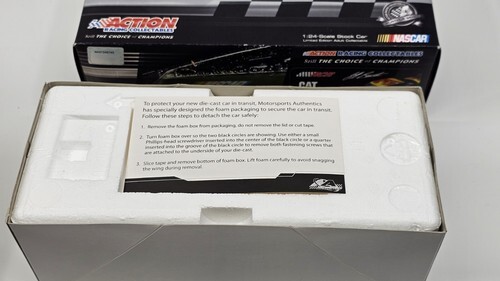 ACTION
RACING COLLECTABLES
Still THE CHOICE of CHAMPIONS
1:24-Scale Stock Car
Limited Edition Adult Collectable
NASCAR
ACTION RACING COLLECTABLES
Still THE CHOICE of CHAMPIONS
CAT
To protect your new die-cast car in transit, Motorsports Authentics
has specially designed the foam packaging to secure the car in transit.
Follow these steps to detach the car safely:
1. Remove the foam box from packaging, do not remove the lid or cut tape.
2. Turn foam box over so the two black circles are showing. Use either a small
Phillips head screwdriver inserted into the center of the black circle or a quarter
inserted into the groove of the black circle to remove both fastening screws that
are attached to the underside of your die-cast.
3. Slice tape and remove bottom of foam box. Lift foam carefully to avoid snagging
the wing during removal.